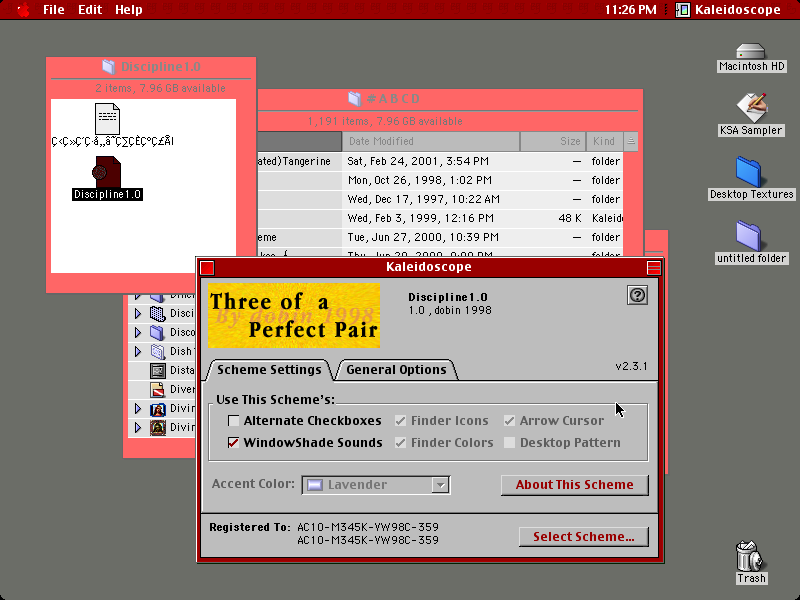 File Edit Help
11:26 PM Kaleidoscope
Macintosh HD
KSA Sampler
Desktop Textures
untitled folder
Trash
Discipline1.0
2 items, 7.96 GB available
Discipline1.0
#ABCD
1,191 items, 7.96 GB available
Date Modified Size Kind
ated)Tangerine Sat, Feb 24, 2001, 3:54 PM — folder
Mon, Oct 26, 1998, 1:02 PM — folder
Wed, Dec 17, 1997, 10:22 AM — folder
Wed, Feb 3, 1999, 12:16 PM 48 K Kaleid
eme Tue, Jun 27, 2000, 10:39 PM — folder
Disci
Disco
Dish
Dista
Diver
Divin
Divin
Kaleidoscope
Three of a
By dobin 1998
Perfect Pair
Discipline1.0
1.0 , dobin 1998
?
v2.3.1
Scheme Settings General Options
Use This Scheme's:
Alternate Checkboxes Finder Icons Arrow Cursor
WindowShade Sounds Finder Colors Desktop Pattern
Accent Color: Lavender About This Scheme
Registered To: AC10-M345K-VW98C-359
AC10-M345K-VW98C-359
Select Scheme...